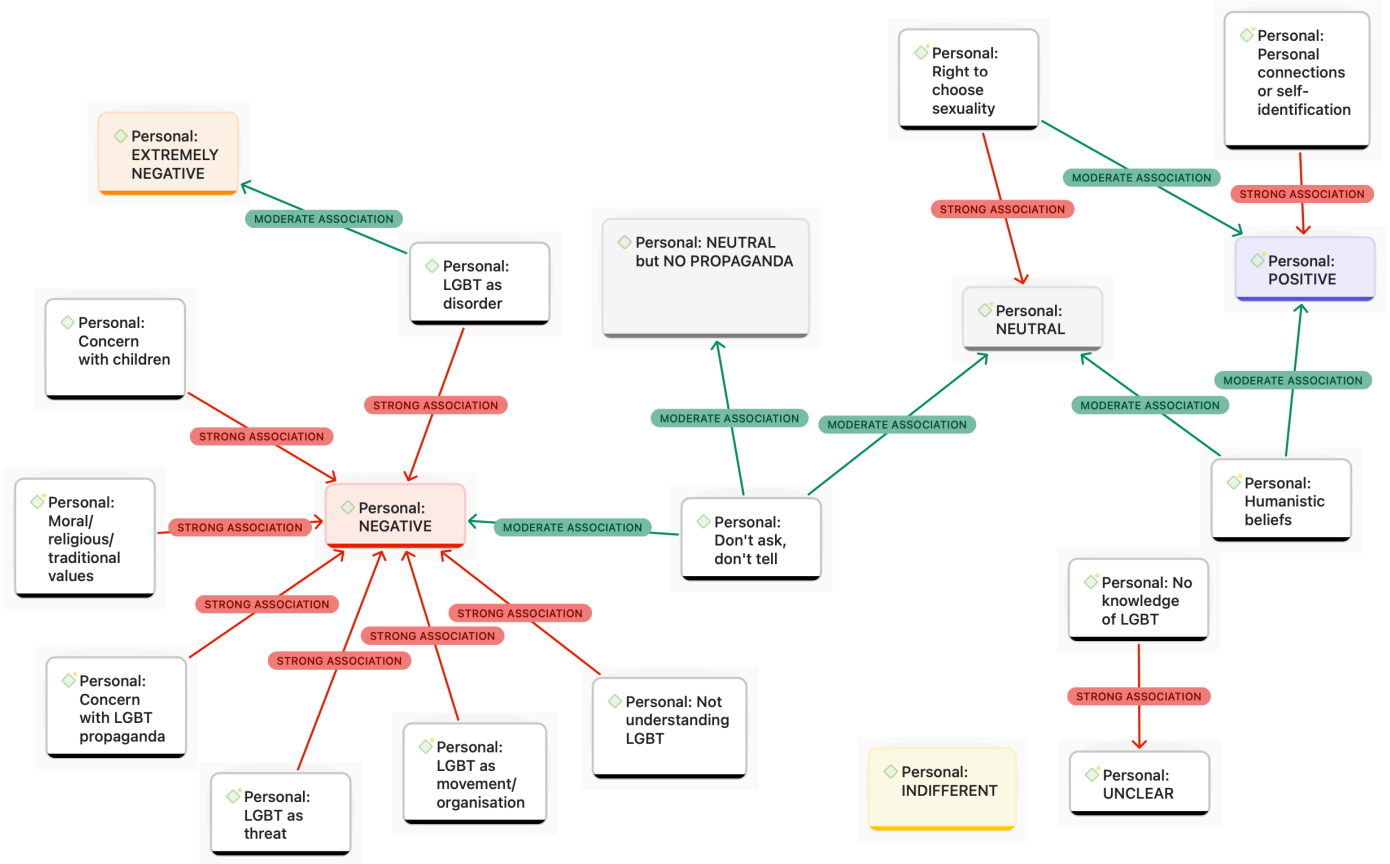 Personal:
Right to
choose
sexuality
Personal:
Personal
connections
or self-
identification
Personal:
EXTREMELY
NEGATIVE
MODERATE ASSOCIATION
STRONG ASSOCIATION
STRONG ASSOCIATION
MODERATE ASSOCIATION
Personal: NEUTRAL
but NO PROPAGANDA
Personal:
LGBT as
disorder
Personal:
POSITIVE
Personal:
NEUTRAL
Personal:
Concern
with children
STRONG ASSOCIATION
MODERATE ASSOCIATION
MODERATE ASSOCIATION
STRONG ASSOCIATION
MODERATE ASSOCIATION
MODERATE ASSOCIATION
Personal:
Moral/
religious/
traditional
values
STRONG ASSOCIATION
Personal:
NEGATIVE
MODERATE ASSOCIATION
Personal:
Don't ask,
don't tell
Personal:
Humanistic
beliefs
Personal: No
knowledge
of LGBT
STRONG ASSOCIATION
STRONG ASSOCIATION
STRONG ASSOCIATION
STRONG ASSOCIATION
Personal:
Concern
with LGBT
propaganda
Personal: Not
understanding
LGBT
STRONG ASSOCIATION
Personal:
LGBT as
movement/
organisation
Personal:
LGBT as
threat
Personal:
INDIFFERENT
Personal:
UNCLEAR